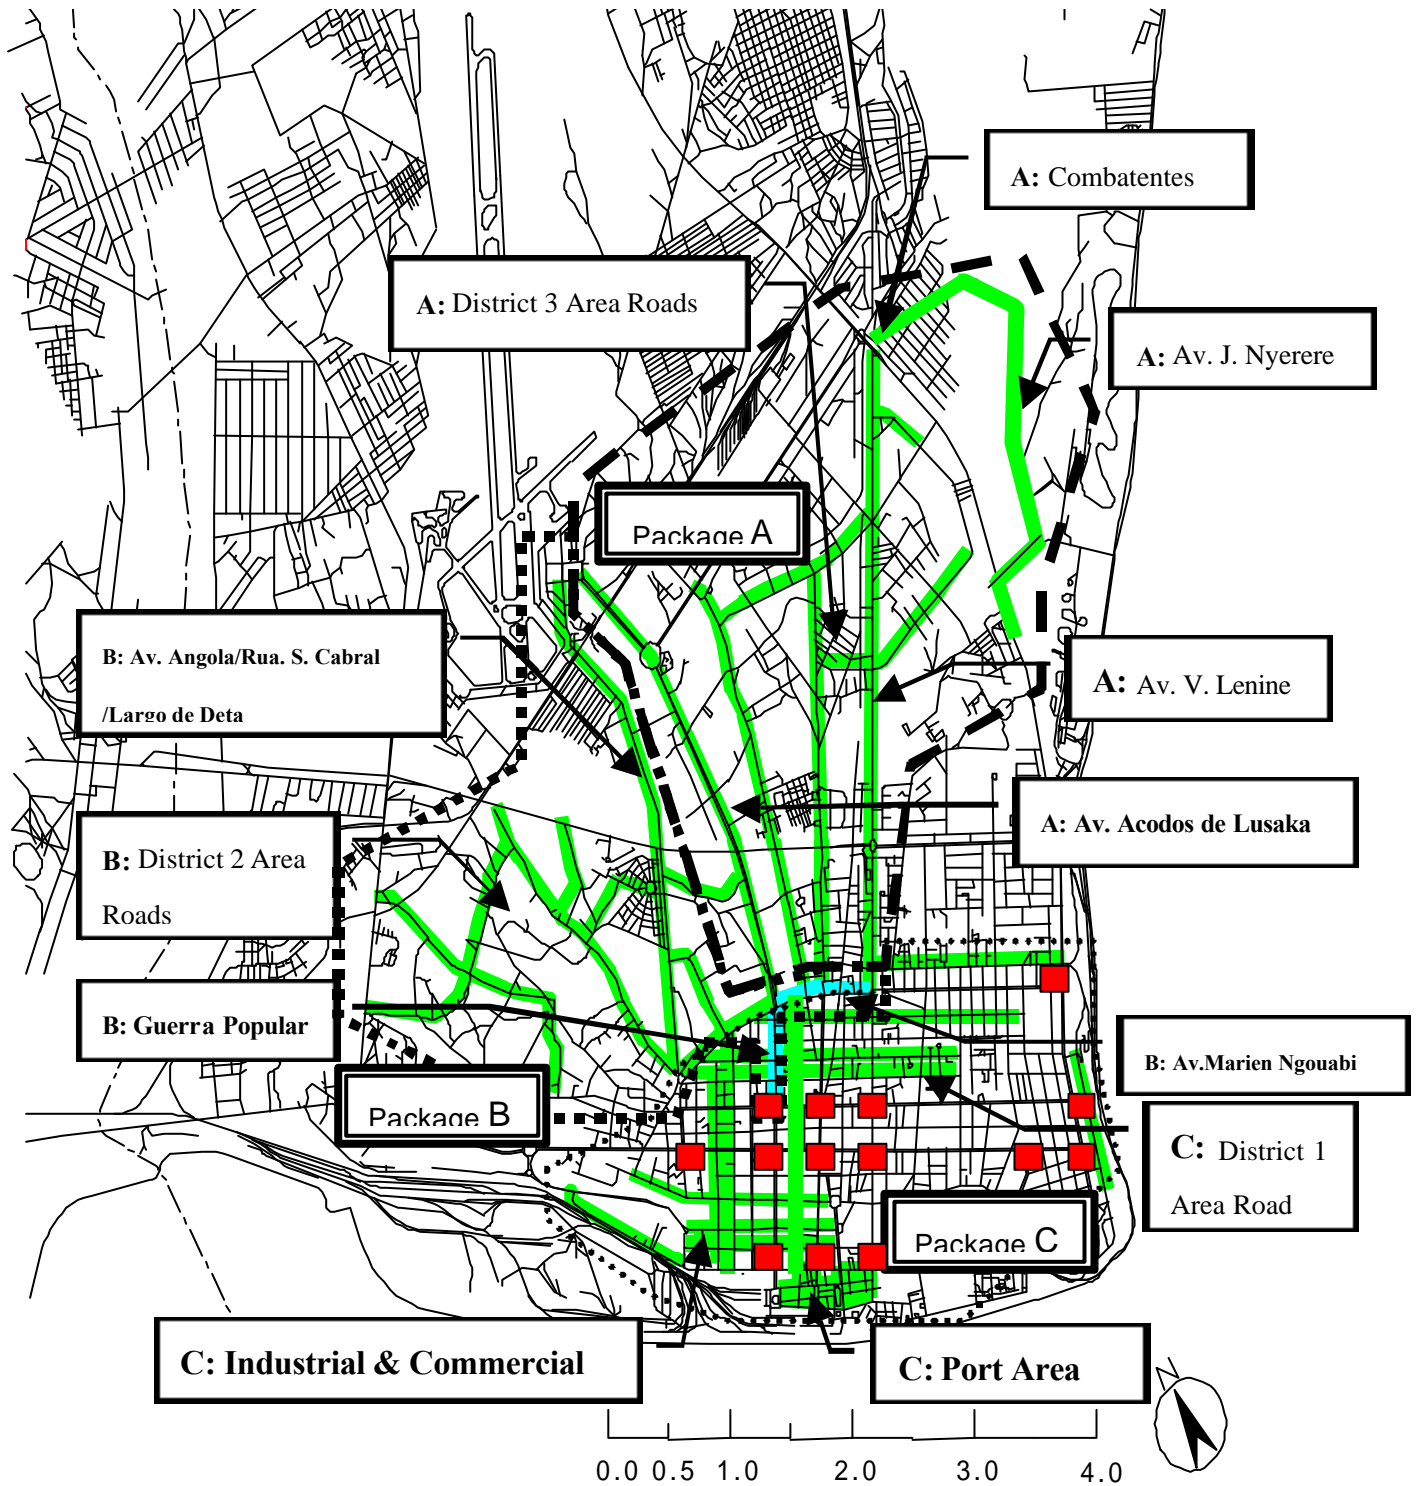 A: Combatentes
A: District 3 Area Roads
A: Av. J. Nyerere
Package A
B: Av. Angola/Rua. S. Cabral
/Largo de Deta
A: Av. V. Lenine
A: Av. Acodos de Lusaka
B: District 2 Area
Roads
B: Guerra Popular
B: Av.Marien Ngouabi
Package B
C: District 1
Area Road
Package C
C: Industrial & Commercial
C: Port Area
N
0.0 0.5 1.0 2.0 3.0 4.0